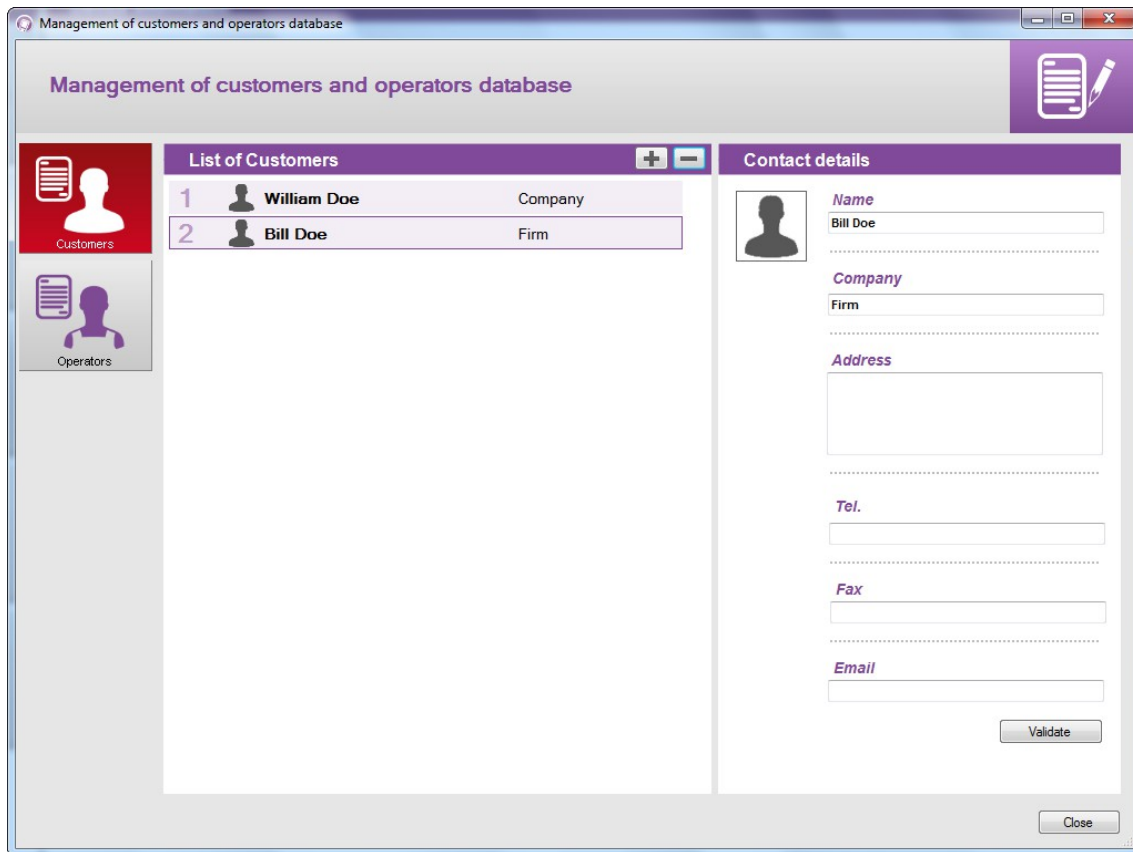 Management of customers and operators database
Management of customers and operators database
Customers
Operators
List of Customers
1 William Doe Company
2 Bill Doe Firm
Contact details
Name
Bill Doe
Company
Firm
Address
Tel.
Fax
Email
Validate
Close